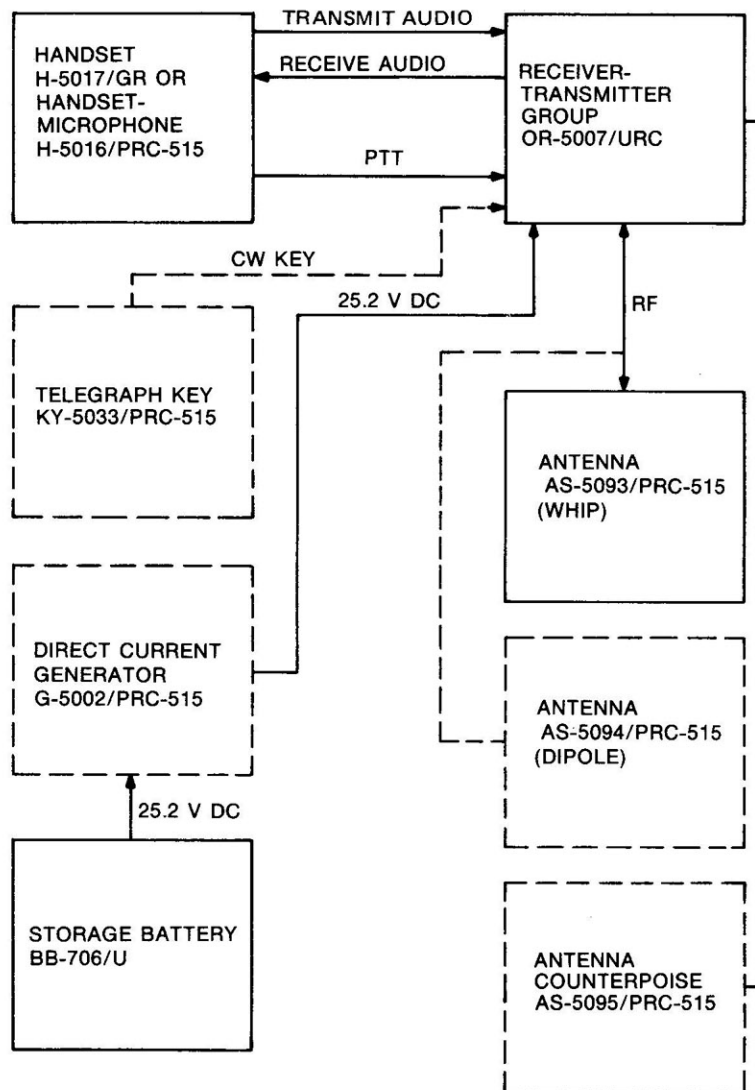 TRANSMIT AUDIO
HANDSET
H-5017/GR OR
HANDSET-
MICROPHONE
H-5016/PRC-515
RECEIVE AUDIO
RECEIVER-
TRANSMITTER
GROUP
OR-5007/URC
PTT
CW KEY
25.2 V DC
RF
TELEGRAPH KEY
KY-5033/PRC-515
ANTENNA
AS-5093/PRC-515
(WHIP)
DIRECT CURRENT
GENERATOR
G-5002/PRC-515
ANTENNA
AS-5094/PRC-515
(DIPOLE)
25.2 V DC
STORAGE BATTERY
BB-706/U
ANTENNA
COUNTERPOISE
AS-5095/PRC-515